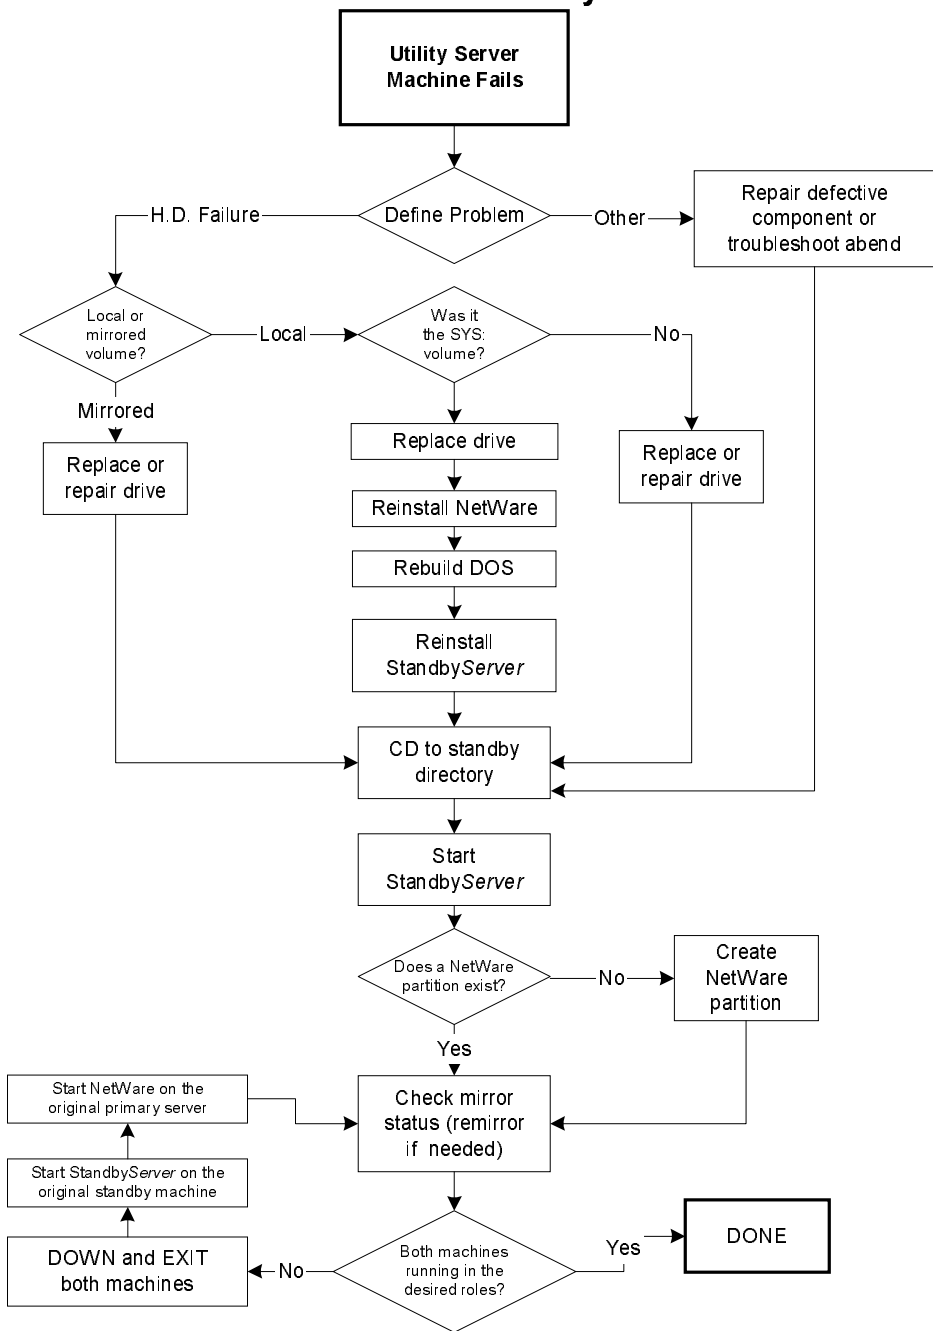 Utility Server
Machine Fails
H.D. Failure
Define Problem
Other
Repair defective
component or
troubleshoot abend
Local or
mirrored
volume?
Local
Was it
the SYS:
volume?
No
Mirrored
Replace or
repair drive
Replace drive
Replace or
repair drive
Reinstall NetWare
Rebuild DOS
Reinstall
StandbyServer
CD to standby
directory
Start
StandbyServer
Does a NetWare
partition exist?
No
Create
NetWare
partition
Yes
Start NetWare on the
original primary server
Check mirror
status (remirror
if needed)
Start StandbyServer on the
original standby machine
DOWN and EXIT
both machines
No
Both machines
running in the
desired roles?
Yes
DONE